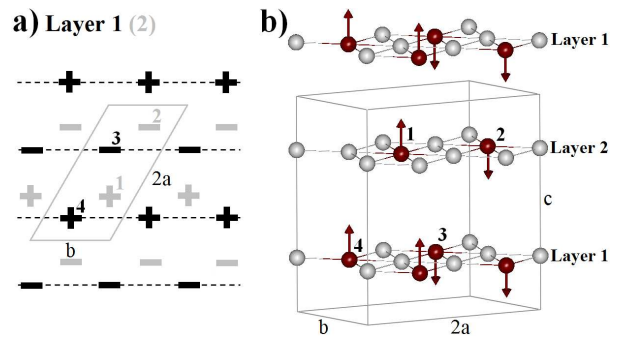 a) Layer 1 (2)
+ + +
2
3
2a
1
4
b
b)
Layer 1
1
2
Layer 2
c
4
3
Layer 1
b
2a